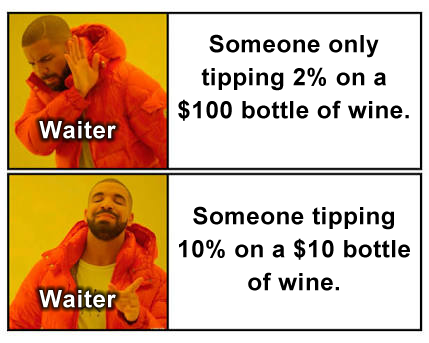 Waiter
Someone only
tipping 2% on a
$100 bottle of wine.
Waiter
Someone tipping
10% on a $10 bottle
of wine.